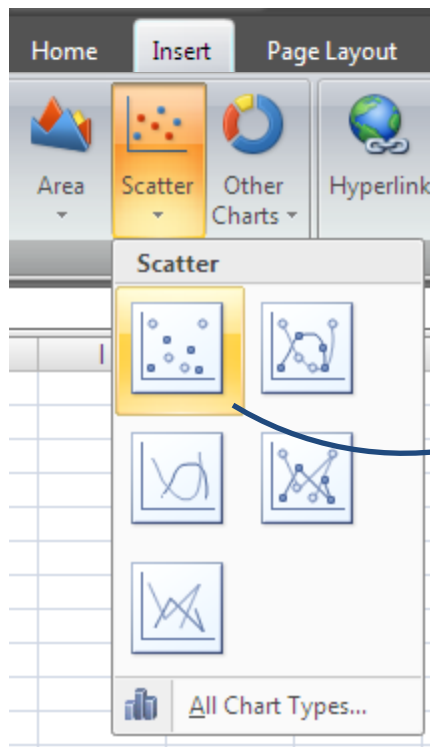 Home Insert Page Layout
Area Scatter Other Charts Hyperlink
Scatter
I
All Chart Types...